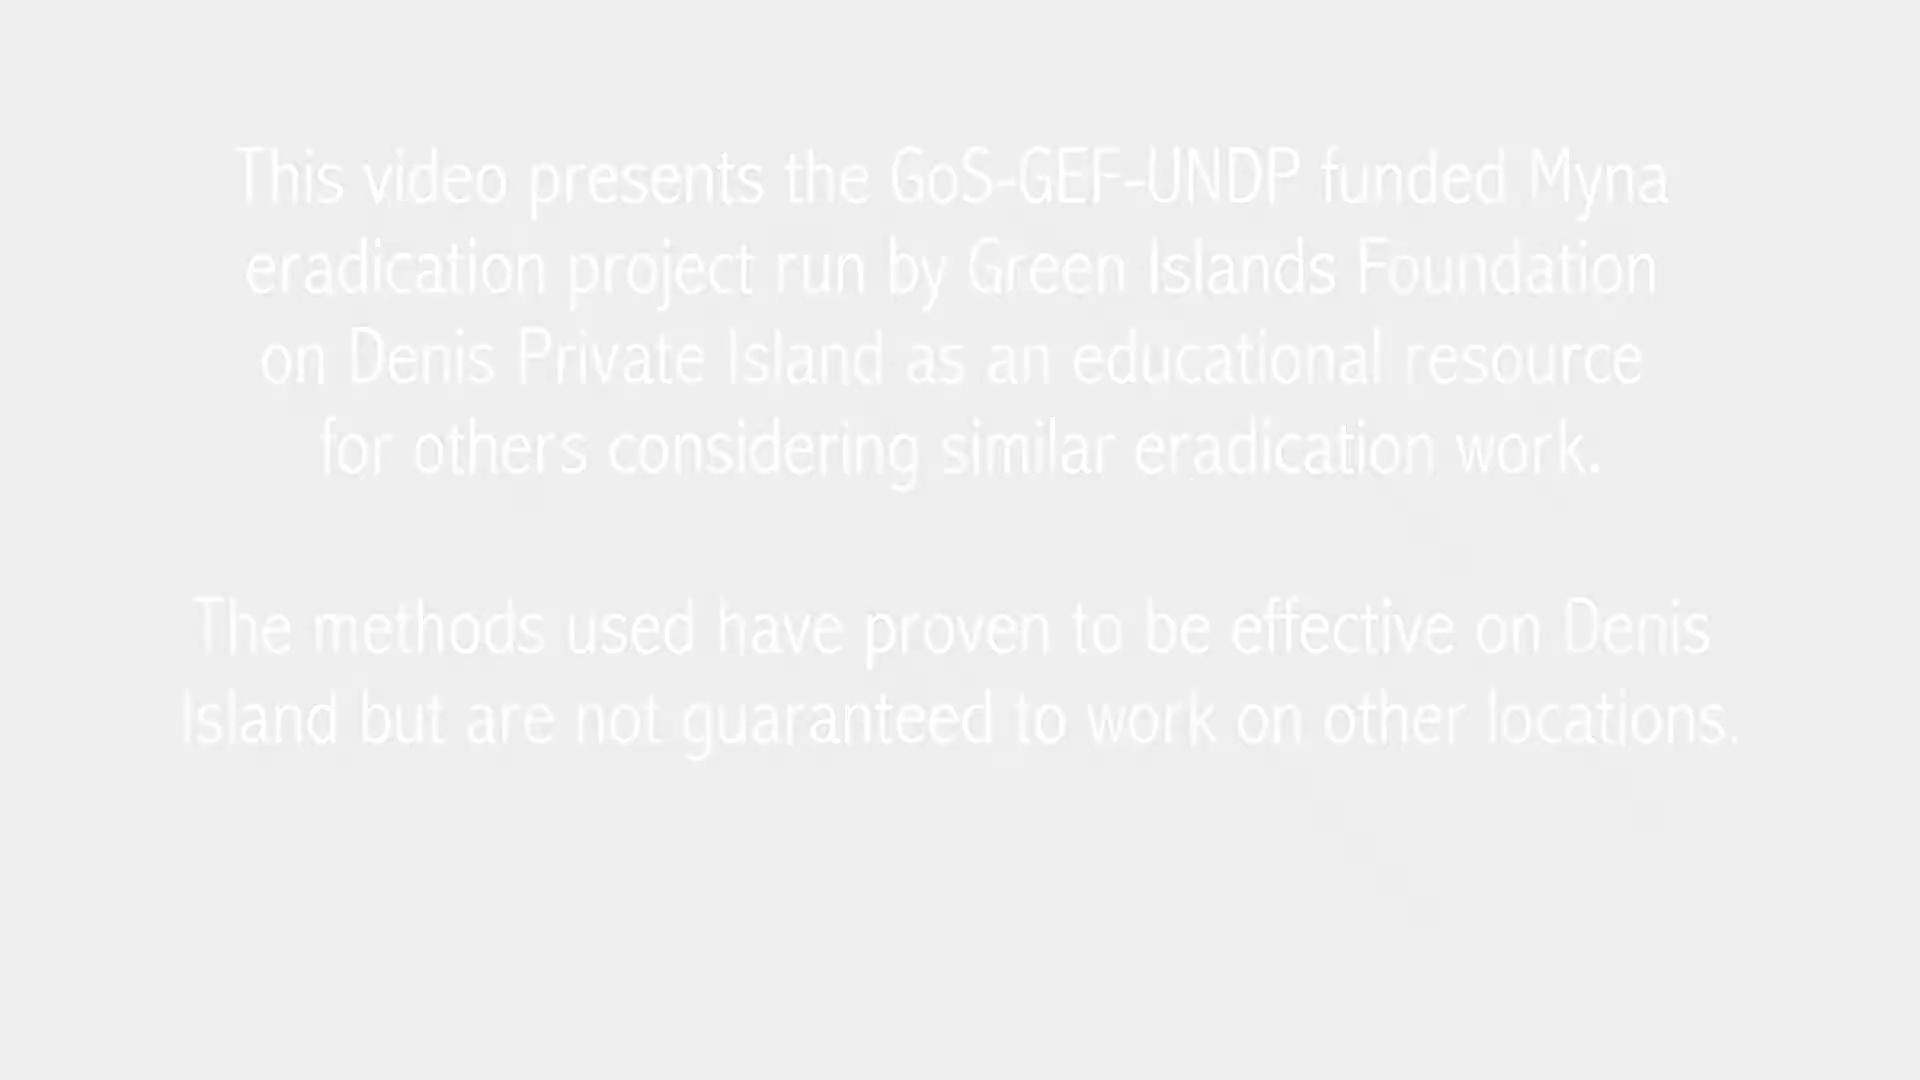 This video presents the GoS-GEF-UNDP funded Myna
eradication project run by Green Islands Foundation
on Denis Private Island as an educational resource
for others considering similar eradication work.
The methods used have proven to be effective on Denis
Island but are not guaranteed to work on other locations.